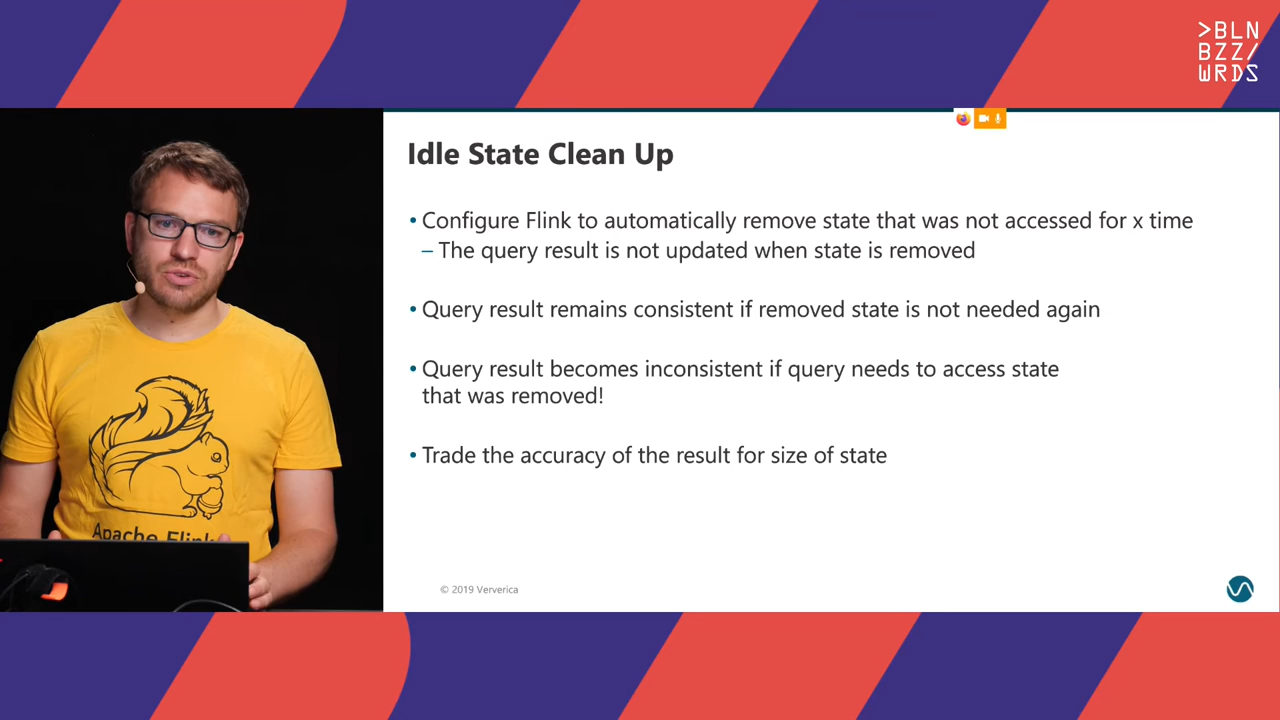 >BLN
BZZ/
WRDS
Idle State Clean Up
• Configure Flink to automatically remove state that was not accessed for x time
– The query result is not updated when state is removed
• Query result remains consistent if removed state is not needed again
• Query result becomes inconsistent if query needs to access state
that was removed!
• Trade the accuracy of the result for size of state
Apache Flink
© 2019 Ververica